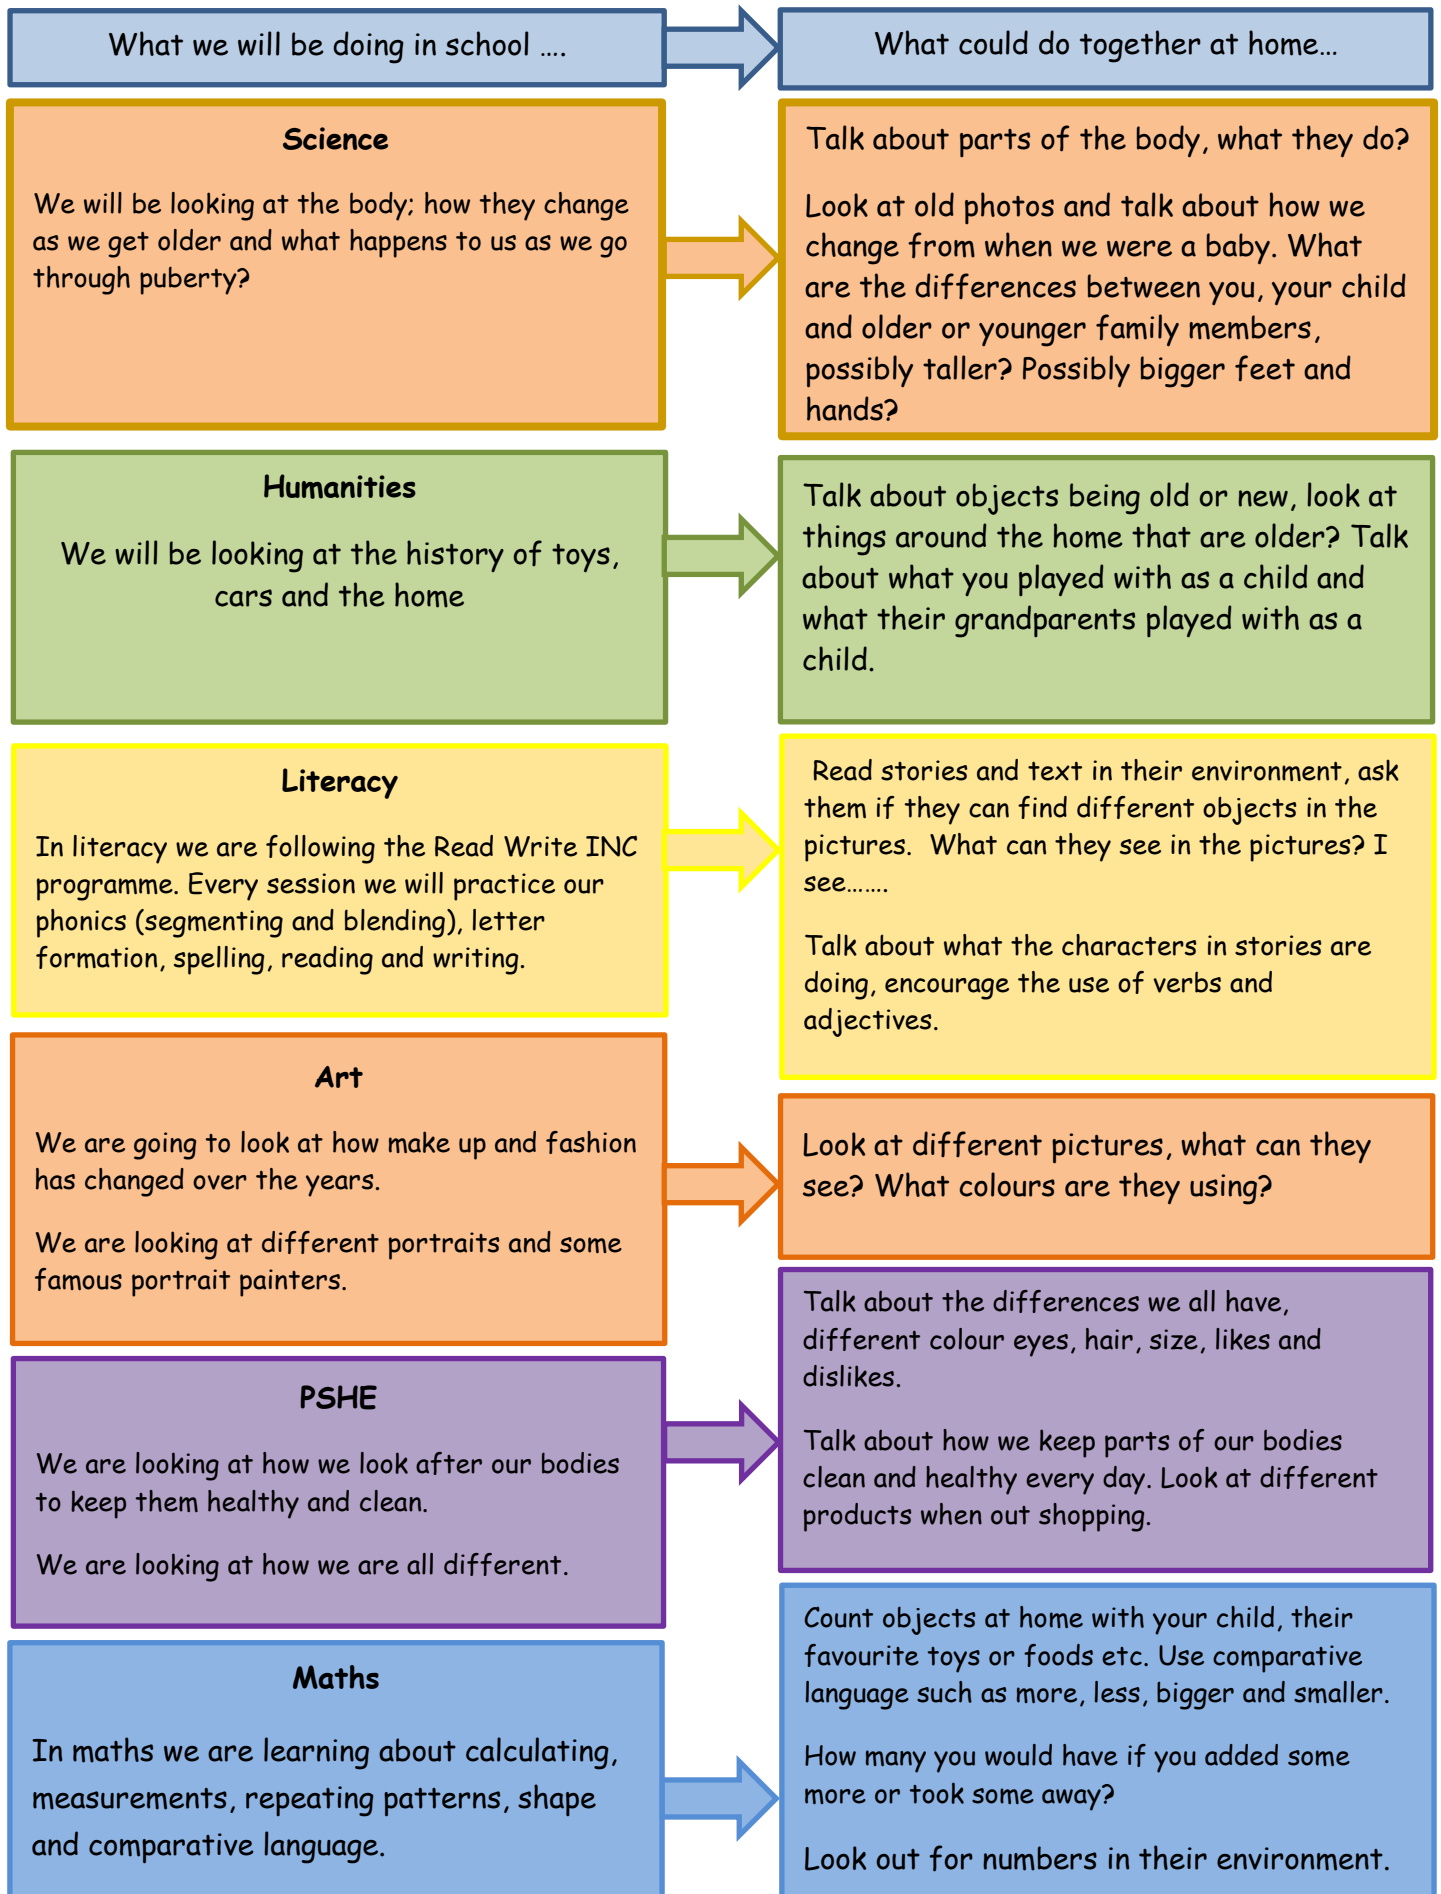 What we will be doing in school ....
What could do together at home...
Science
We will be looking at the body; how they change
as we get older and what happens to us as we go
through puberty?
Talk about parts of the body, what they do?
Look at old photos and talk about how we
change from when we were a baby. What
are the differences between you, your child
and older or younger family members,
possibly taller? Possibly bigger feet and
hands?
Humanities
We will be looking at the history of toys,
cars and the home
Talk about objects being old or new, look at
things around the home that are older? Talk
about what you played with as a child and
what their grandparents played with as a
child.
Literacy
In literacy we are following the Read Write INC
programme. Every session we will practice our
phonics (segmenting and blending), letter
formation, spelling, reading and writing.
Read stories and text in their environment, ask
them if they can find different objects in the
pictures.  What can they see in the pictures? I
see.......
Talk about what the characters in stories are
doing, encourage the use of verbs and
adjectives.
Art
We are going to look at how make up and fashion
has changed over the years.
We are looking at different portraits and some
famous portrait painters.
Look at different pictures, what can they
see? What colours are they using?
PSHE
We are looking at how we look after our bodies
to keep them healthy and clean.
We are looking at how we are all different.
Talk about the differences we all have,
different colour eyes, hair, size, likes and
dislikes.
Talk about how we keep parts of our bodies
clean and healthy every day. Look at different
products when out shopping.
Maths
In maths we are learning about calculating,
measurements, repeating patterns, shape
and comparative language.
Count objects at home with your child, their
favourite toys or foods etc. Use comparative
language such as more, less, bigger and smaller.
How many you would have if you added some
more or took some away?
Look out for numbers in their environment.